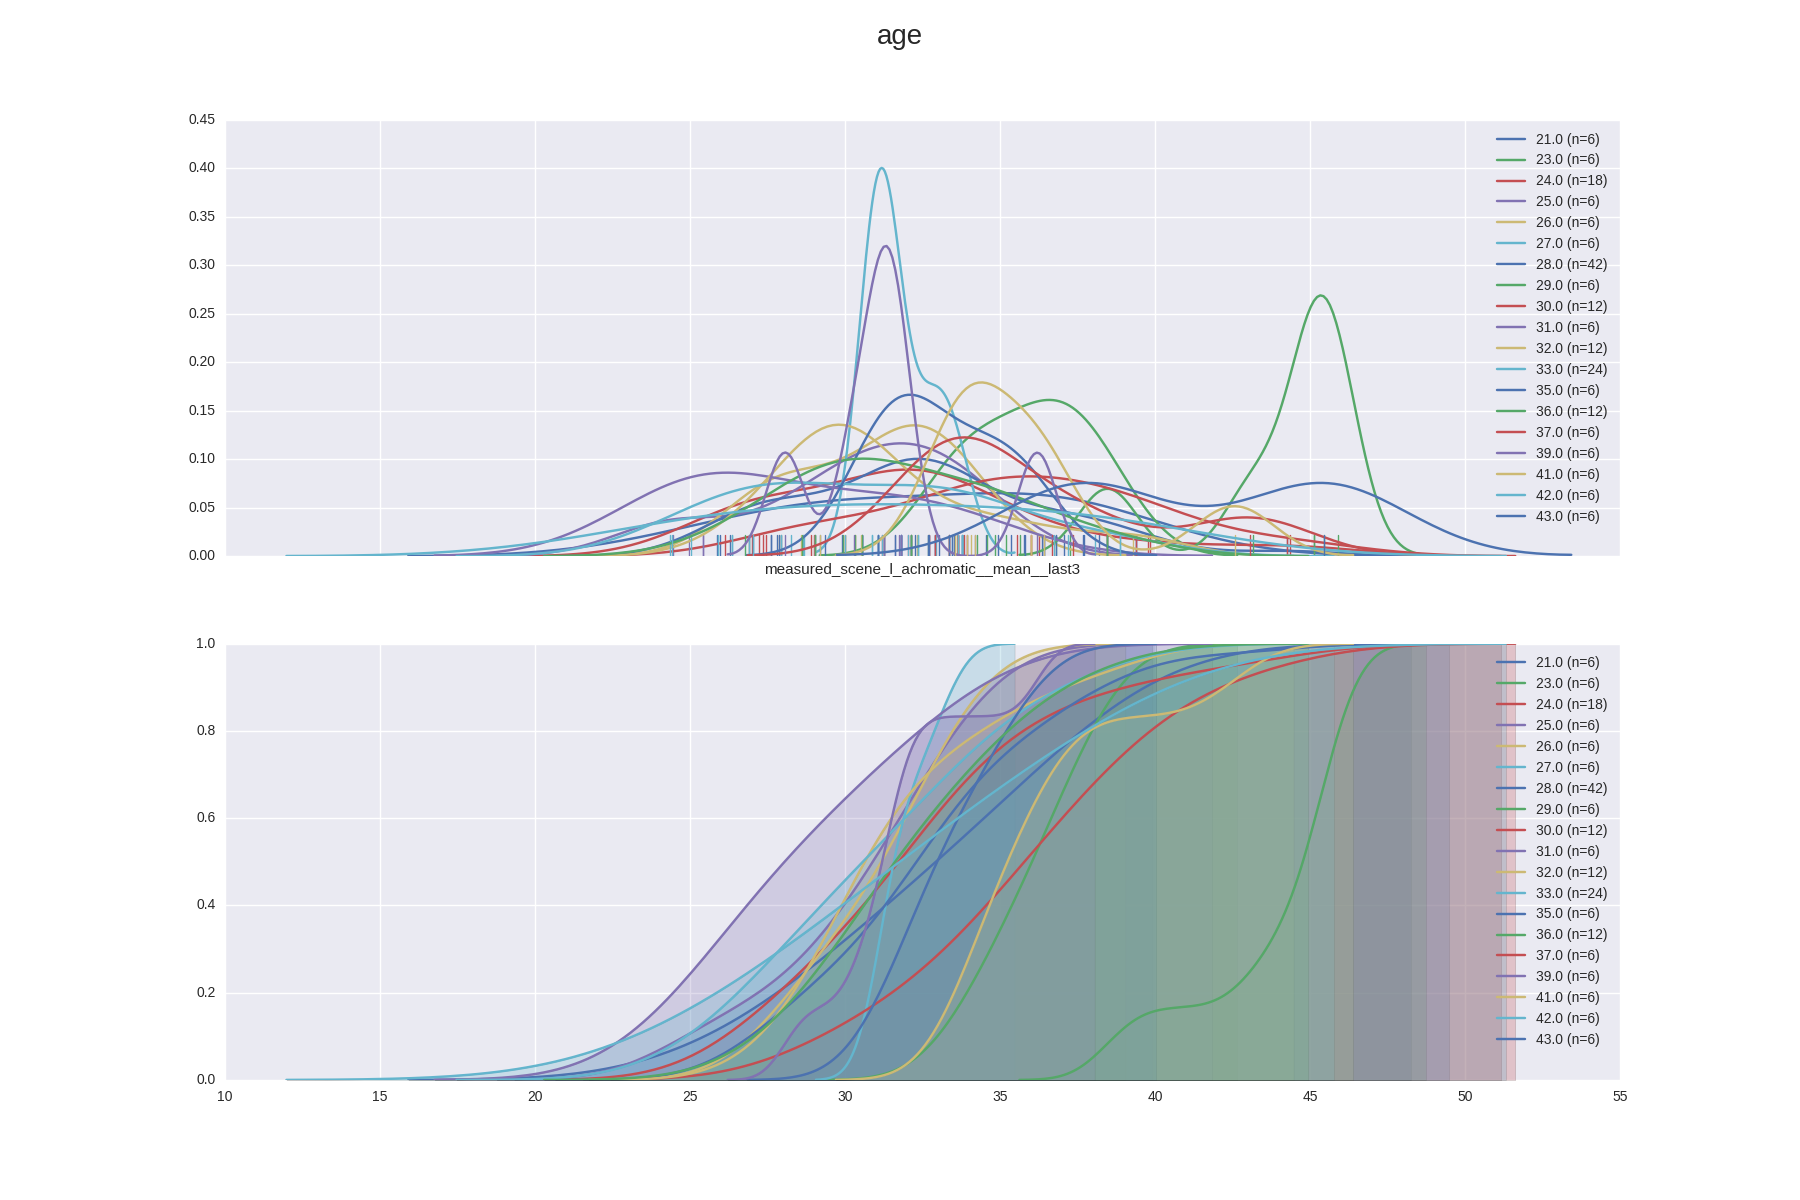 age
0.45
0.40
0.35
0.30
0.25
0.20
0.15
0.10
0.05
0.00
21.0 (n=6)
23.0 (n=6)
24.0 (n=18)
25.0 (n=6)
26.0 (n=6)
27.0 (n=6)
28.0 (n=42)
29.0 (n=6)
30.0 (n=12)
31.0 (n=6)
32.0 (n=12)
33.0 (n=24)
35.0 (n=6)
36.0 (n=12)
37.0 (n=6)
39.0 (n=6)
41.0 (n=6)
42.0 (n=6)
43.0 (n=6)
measured_scene_l_achromatic__mean__last3
1.0
0.8
0.6
0.4
0.2
0.0
21.0 (n=6)
23.0 (n=6)
24.0 (n=18)
25.0 (n=6)
26.0 (n=6)
27.0 (n=6)
28.0 (n=42)
29.0 (n=6)
30.0 (n=12)
31.0 (n=6)
32.0 (n=12)
33.0 (n=24)
35.0 (n=6)
36.0 (n=12)
37.0 (n=6)
39.0 (n=6)
41.0 (n=6)
42.0 (n=6)
43.0 (n=6)
10 15 20 25 30 35 40 45 50 55